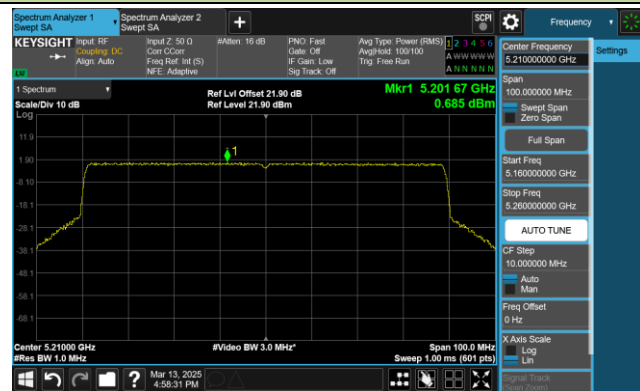 Spectrum Analyzer 1
Swept SA
Spectrum Analyzer 2
Swept SA
+
SCPI
Frequency
KEYSIGHT
Input: RF
Coupling: DC
Align: Auto
Input Z: 50 Ω
Corr CCorr
Freq Ref: Int (S)
NFE: Adaptive
#Atten: 16 dB
PNO: Fast
Gate: Off
IF Gain: Low
Sig Track: Off
Avg Type: Power (RMS)
Avg|Hold: 100/100
Trig: Free Run
1 2 3 4 5 6
A W W W W W
A N N N N N
Settings
Center Frequency
5.210000000 GHz
Span
100.000000 MHz
Swept Span
Zero Span
Full Span
Start Freq
5.160000000 GHz
Stop Freq
5.260000000 GHz
AUTO TUNE
CF Step
10.000000 MHz
Auto
Man
Freq Offset
0 Hz
X Axis Scale
Log
Lin
Signal Track
(Span Zoom)
1 Spectrum
Scale/Div 10 dB
Log
Ref Lvl Offset 21.90 dB
Ref Level 21.90 dBm
Mkr1 5.201 67 GHz
0.685 dBm
1
11.9
1.90
-8.10
-18.1
-28.1
-38.1
-48.1
-58.1
-68.1
Center 5.21000 GHz
#Res BW 1.0 MHz
#Video BW 3.0 MHz*
Span 100.0 MHz
Sweep 1.00 ms (601 pts)
?
Mar 13, 2025
4:58:31 PM